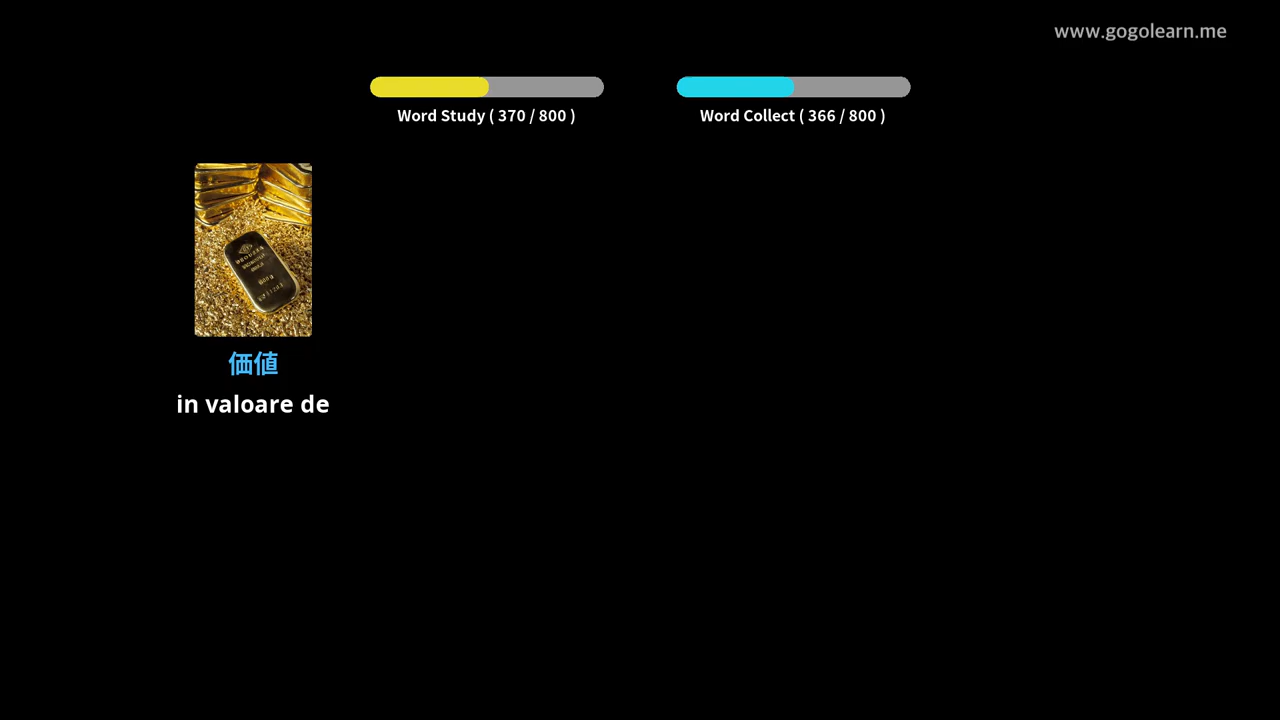 www.gogolearn.me
Word Study ( 370 / 800 )
Word Collect ( 366 / 800 )
価値
in valoare de